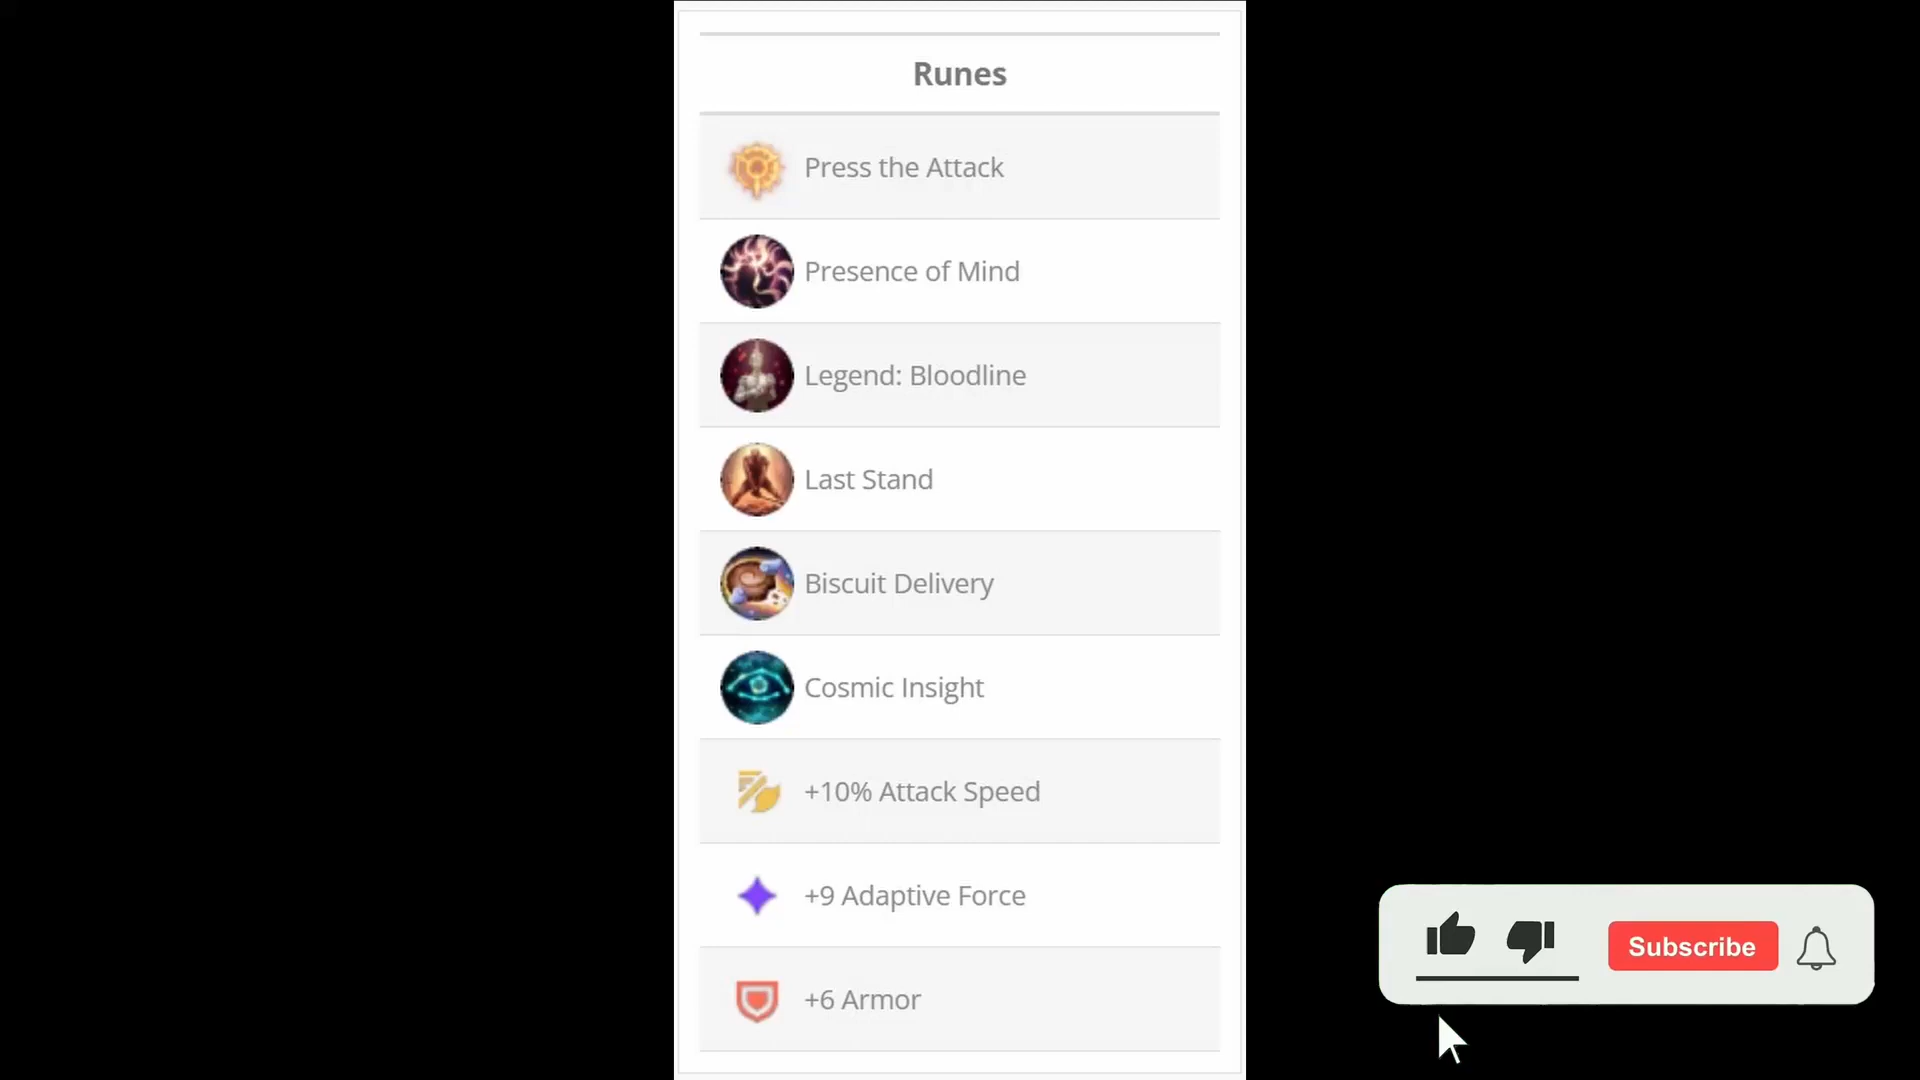 Runes
Press the Attack
Presence of Mind
Legend: Bloodline
Last Stand
Biscuit Delivery
Cosmic Insight
+10% Attack Speed
+9 Adaptive Force
+6 Armor
Subscribe